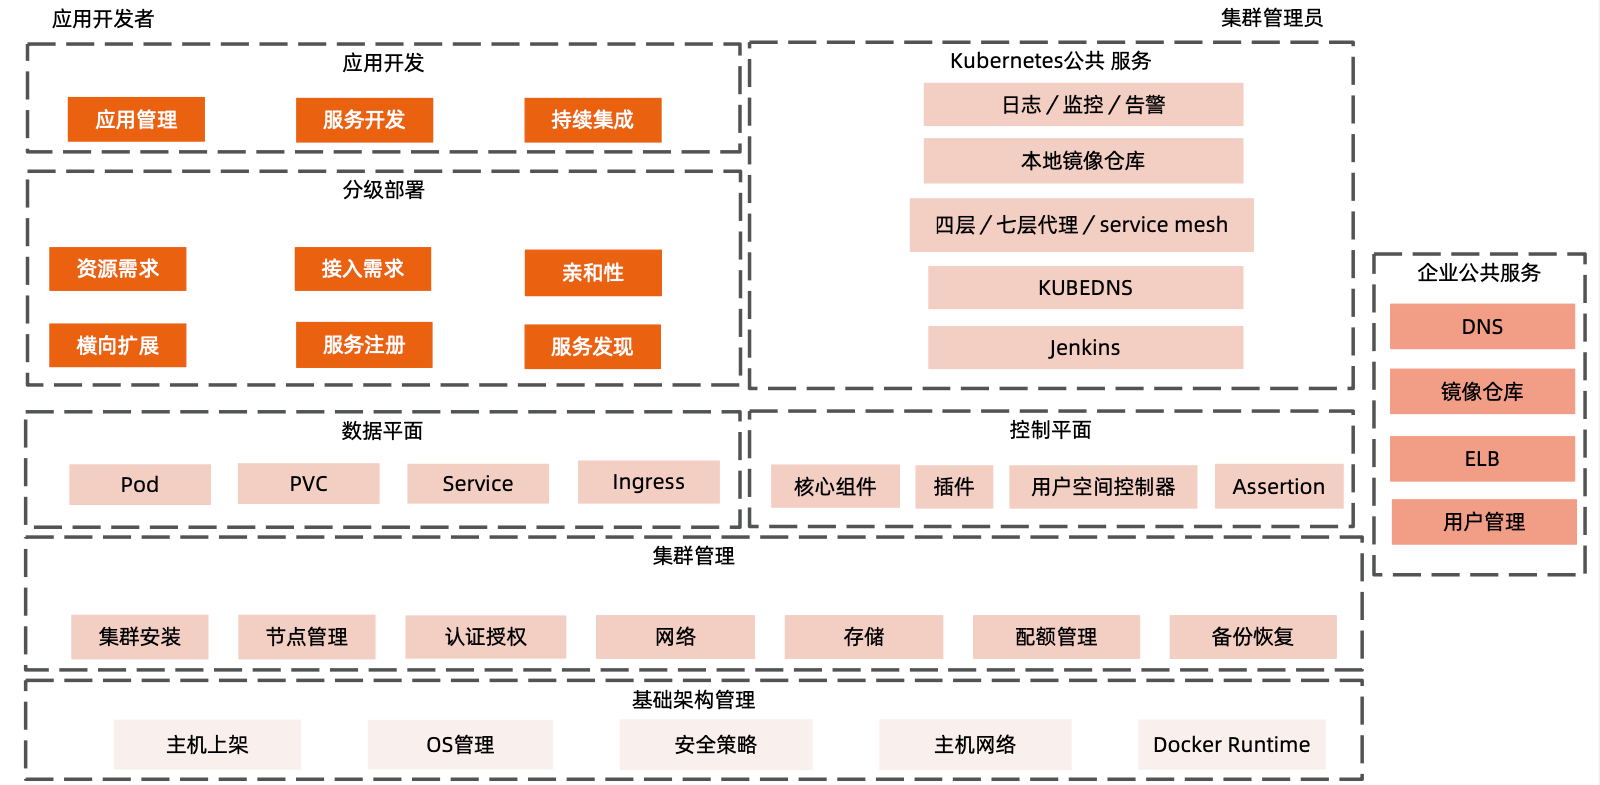 应用开发者
集群管理员
应用开发
应用管理
服务开发
持续集成
分级部署
资源需求
接入需求
亲和性
横向扩展
服务注册
服务发现
Kubernetes公共 服务
日志 / 监控 / 告警
本地镜像仓库
四层 / 七层代理 / service mesh
KUBEDNS
Jenkins
企业公共服务
DNS
镜像仓库
ELB
用户管理
数据平面
Pod
PVC
Service
Ingress
控制平面
核心组件
插件
用户空间控制器
Assertion
集群管理
集群安装
节点管理
认证授权
网络
存储
配额管理
备份恢复
基础架构管理
主机上架
OS管理
安全策略
主机网络
Docker Runtime